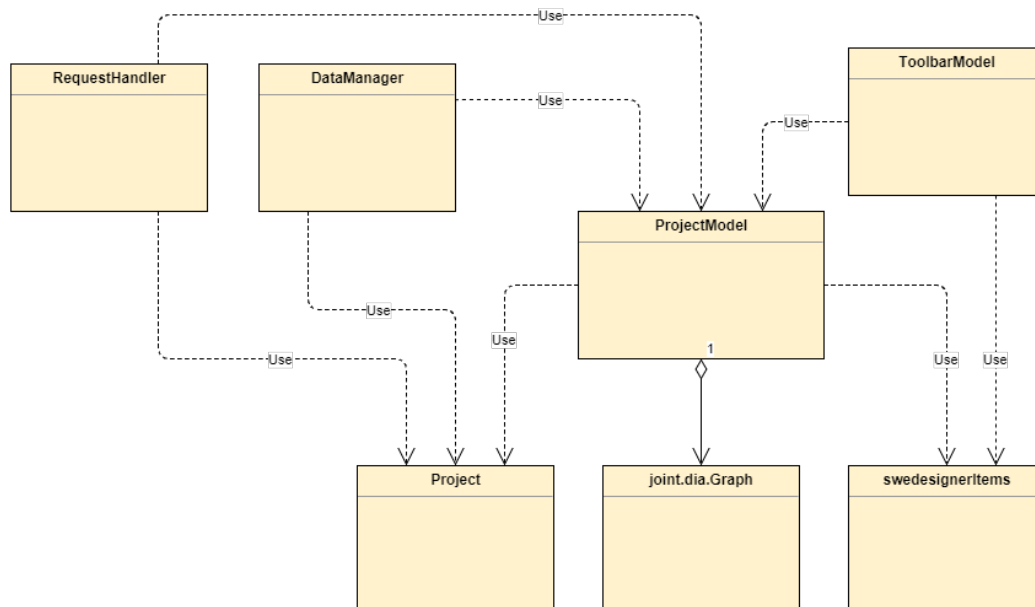 Use
RequestHandler
DataManager
ToolbarModel
Use
Use
ProjectModel
Use
Use
Use
Use
Use
1
Use
Project
joint.dia.Graph
swedesignerItems